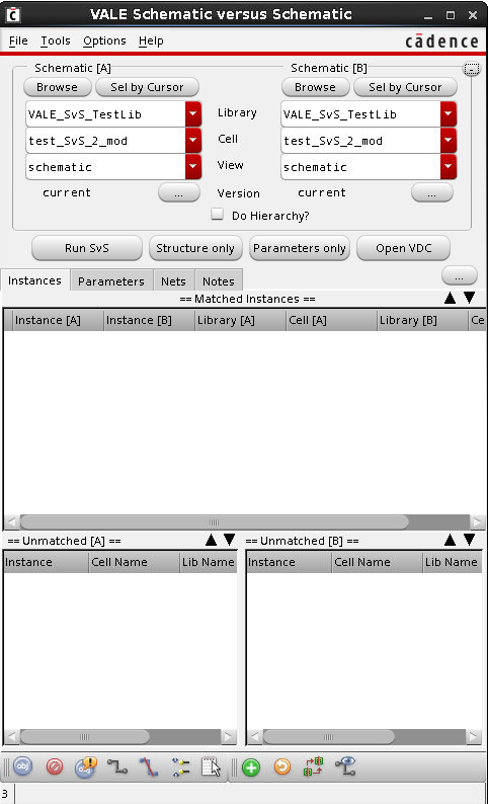 VALE Schematic versus Schematic
File Tools Options Help cādence
Schematic [A] Schematic [B]
Browse Sel by Cursor Browse Sel by Cursor
VALE_SvS_TestLib Library VALE_SvS_TestLib
test_SvS_2_mod Cell test_SvS_2_mod
schematic View schematic
current ... Version current ...
Do Hierarchy?
Run SvS Structure only Parameters only Open VDC
Instances Parameters Nets Notes ...
== Matched Instances ==
Instance [A] Instance [B] Library [A] Cell [A] Library [B] Ce
== Unmatched [A] == == Unmatched [B] ==
Instance Cell Name Lib Name Instance Cell Name Lib Name
obj
3